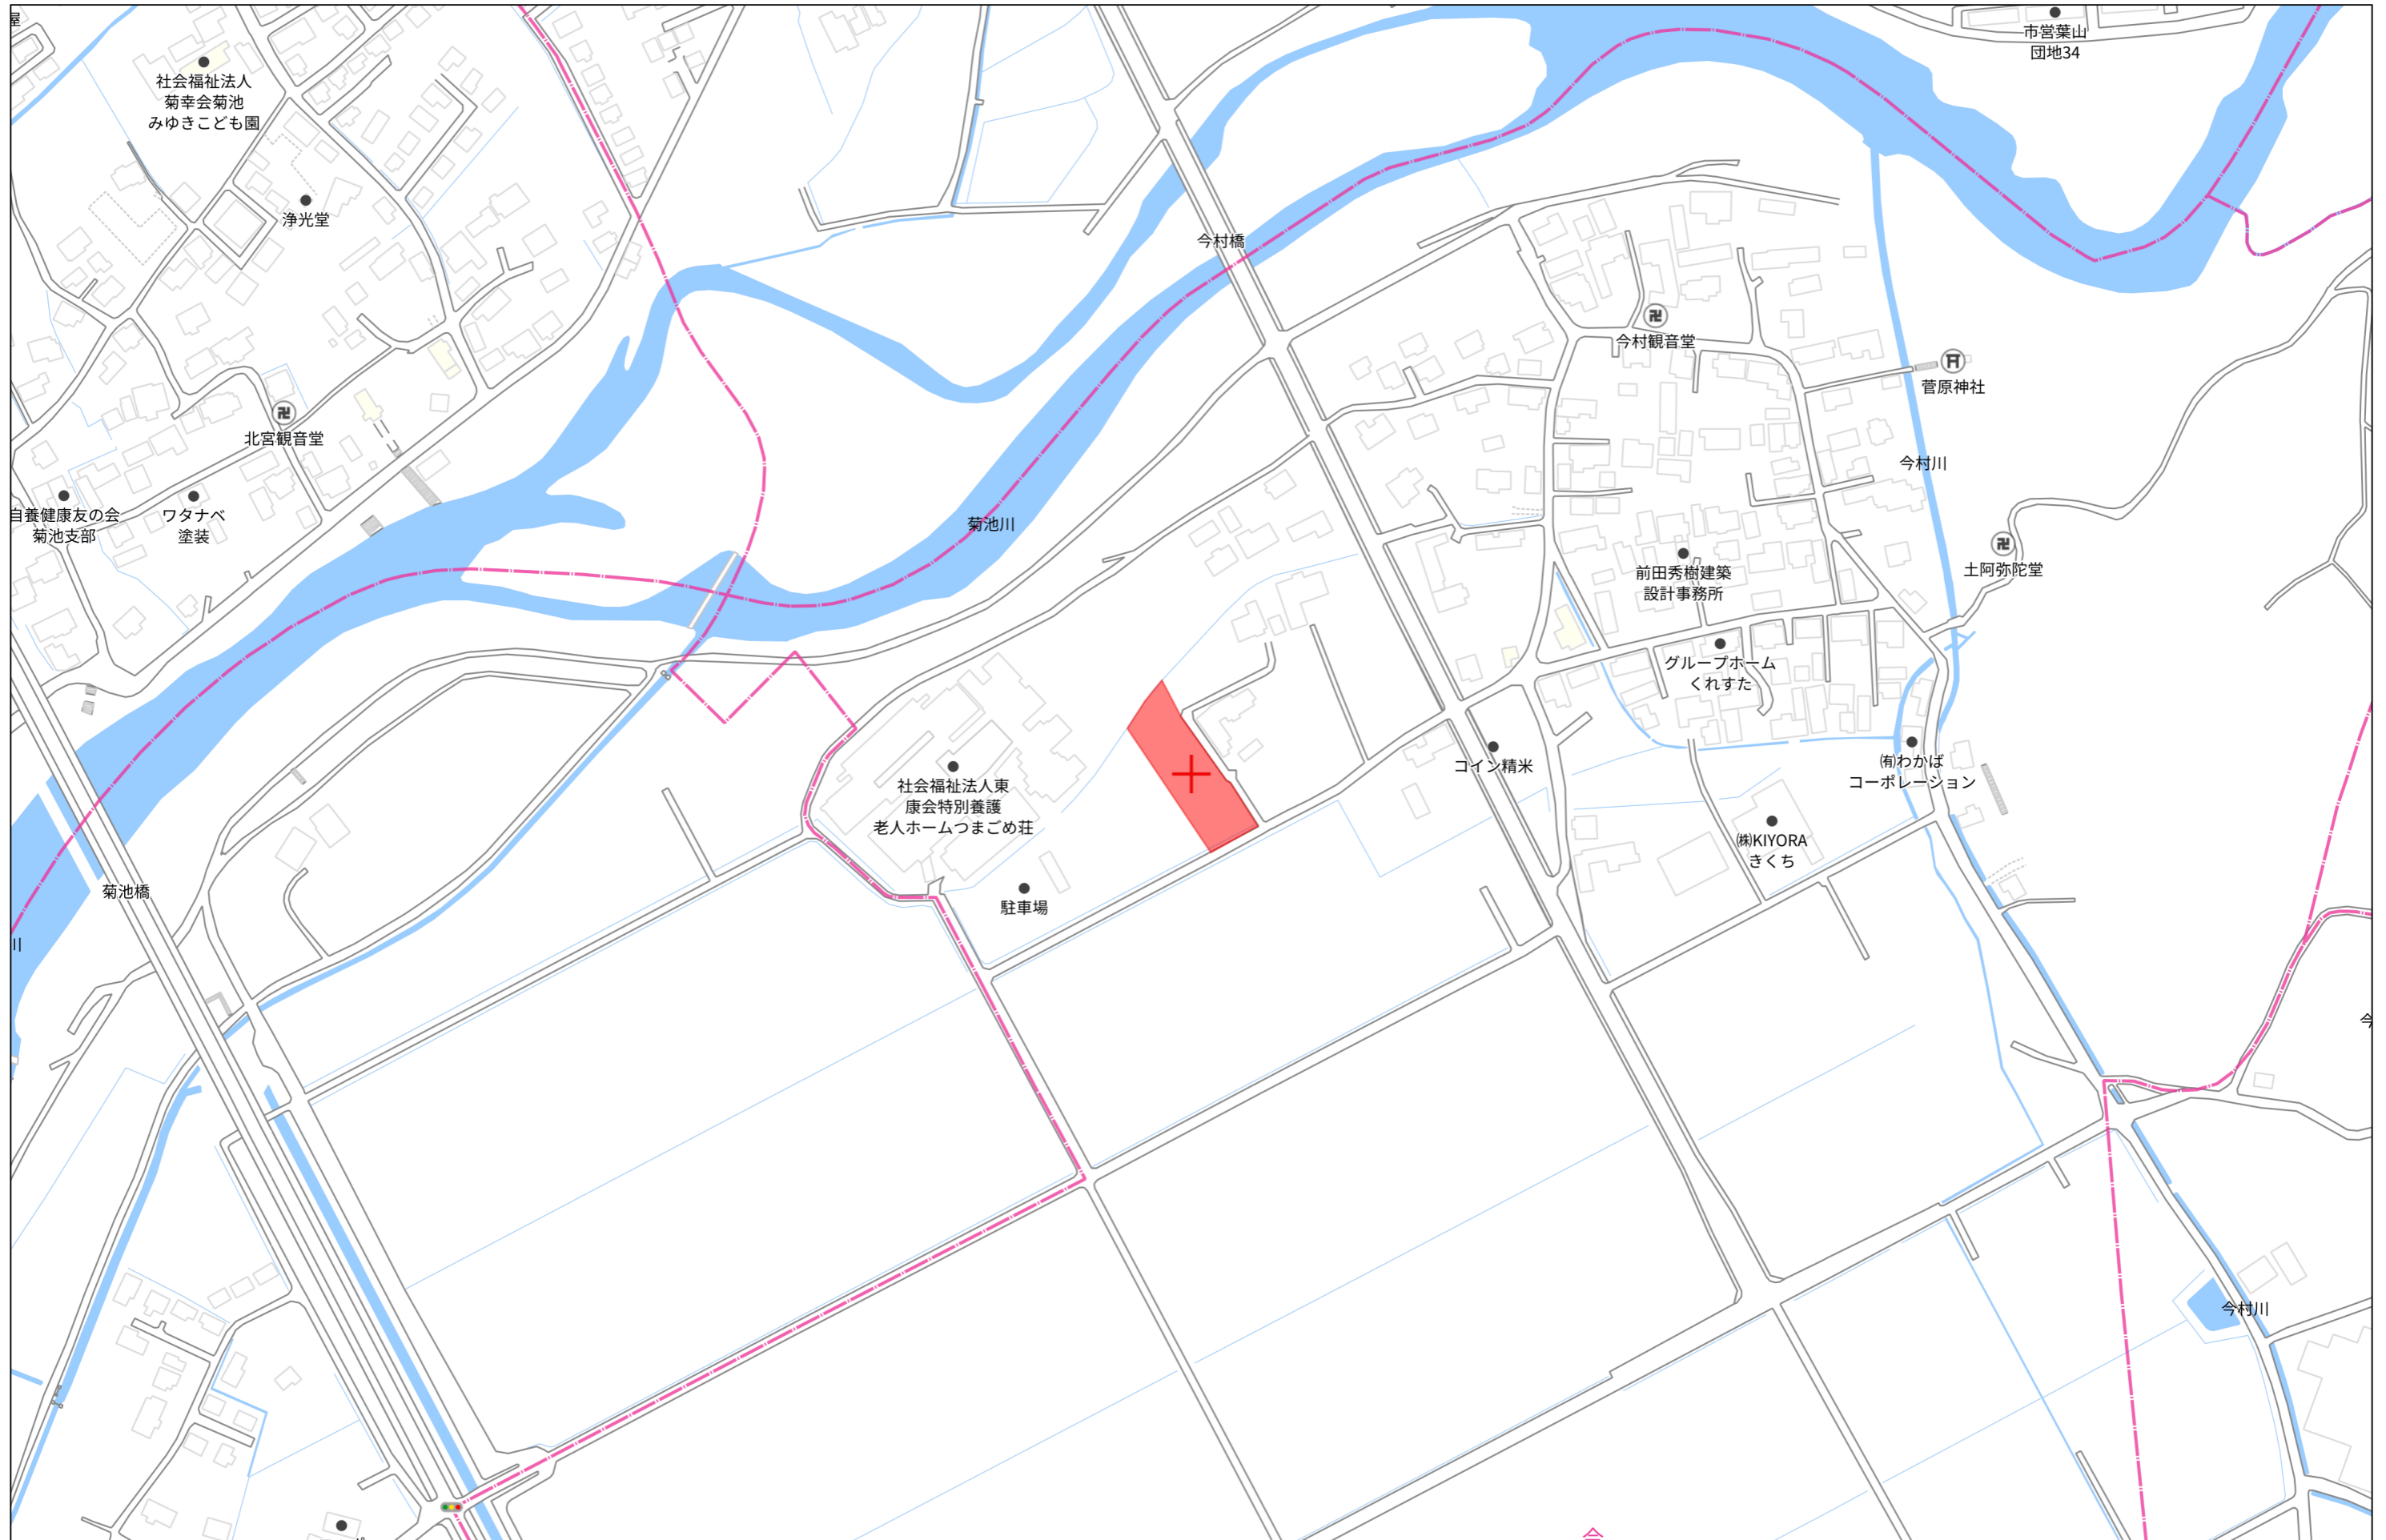 屋
市営葉山
団地34
社会福祉法人
菊幸会菊池
みゆきこども園
浄光堂
今村橋
今村観音堂
菅原神社
北宮観音堂
今村川
自養健康友の会
菊池支部
ワタナベ
塗装
菊池川
土阿弥陀堂
前田秀樹建築
設計事務所
グループホーム
くれすた
コイン精米
㈲わかば
コーポレーション
社会福祉法人東
康会特別養護
老人ホームつまごめ荘
㈱KIYORA
きくち
菊池橋
駐車場
川
今
今村川